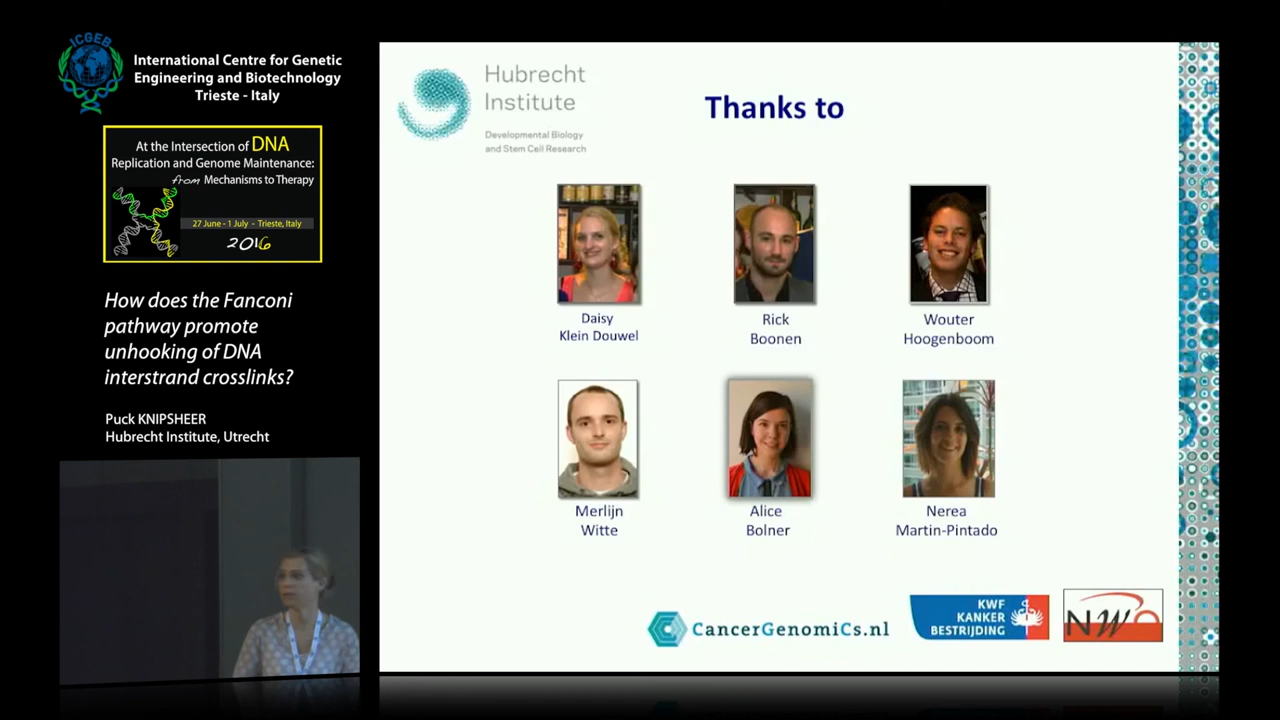 ICGEB
International Centre for Genetic
Engineering and Biotechnology
Trieste - Italy
At the Intersection of DNA
Replication and Genome Maintenance:
from Mechanisms to Therapy
27 June - 1 July - Trieste, Italy
2016
How does the Fanconi
pathway promote
unhooking of DNA
interstrand crosslinks?
Puck KNIPSHEER
Hubrecht Institute, Utrecht
Hubrecht
Institute
Developmental Biology
and Stem Cell Research
Thanks to
Daisy
Klein Douwel
Rick
Boonen
Wouter
Hoogenboom
Merlijn
Witte
Alice
Bolner
Nerea
Martin-Pintado
CancerGenomiCs.nl
KWF
KANKER
BESTRIJDING
NWO